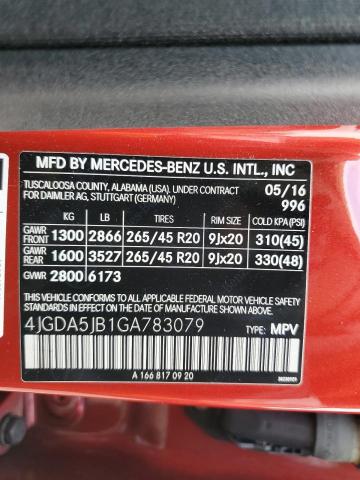 MFD BY MERCEDES-BENZ U.S. INTL., INC
TUSCALOOSA COUNTY, ALABAMA (USA). UNDER CONTRACT 05/16
FOR DAIMLER AG, STUTTGART (GERMANY) 996
KG LB TIRES RIMS COLD KPA(PSI)
GAWR FRONT 1300 2866 265/45 R20 9Jx20 310(45)
GAWR REAR 1600 3527 265/45 R20 9Jx20 330(48)
GVWR 2800 6173
4JGDA5JB1GA783079 TYPE: MPV
THIS VEHICLE CONFORMS TO ALL APPLICABLE U.S. FEDERAL
MOTOR VEHICLE SAFETY AND THEFT PREVENTION STANDARDS
IN EFFECT ON THE DATE OF MANUFACTURE SHOWN ABOVE
A 166 817 09 20